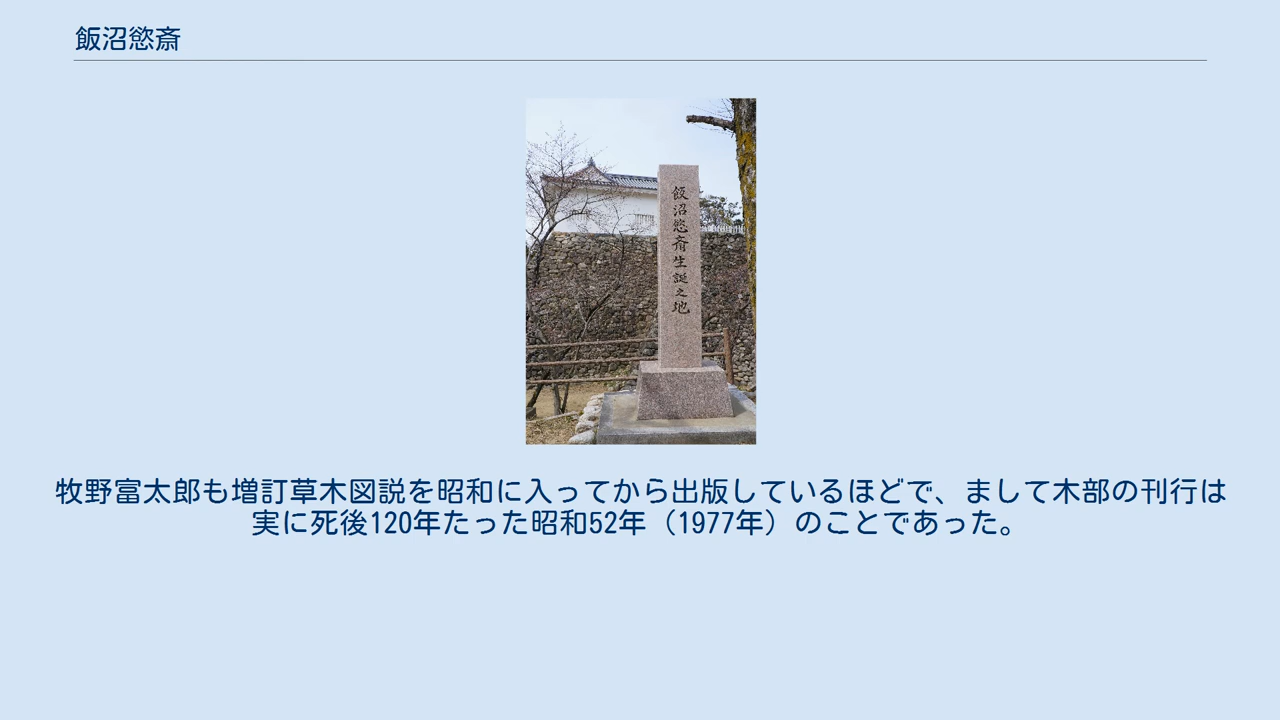 飯沼慾斎
飯沼慾斎生誕之地
牧野富太郎も増訂草木図説を昭和に入ってから出版しているほどで、まして木部の刊行は
実に死後120年たった昭和52年（1977年）のことであった。